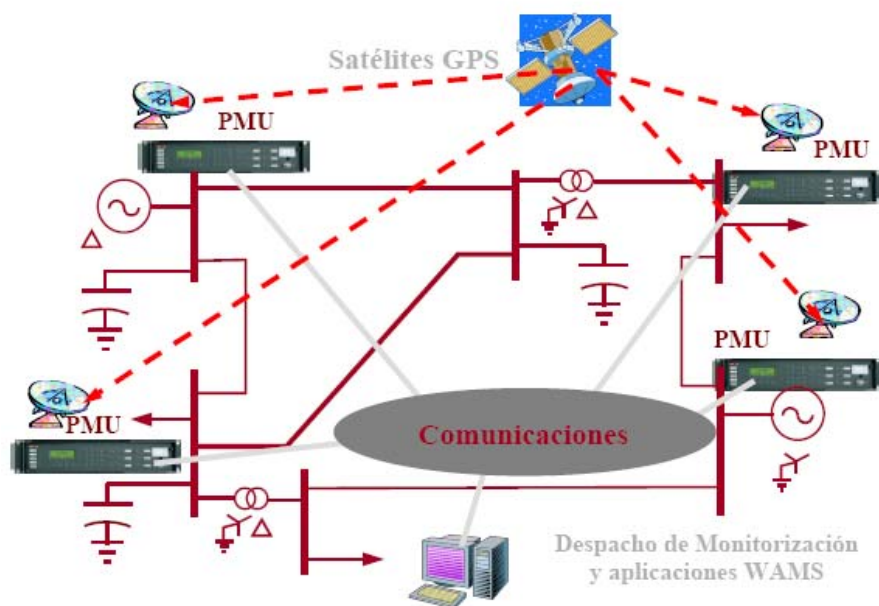 Satélites GPS
PMU
PMU
PMU
PMU
Comunicaciones
Despacho de Monitorización
y aplicaciones WAMS